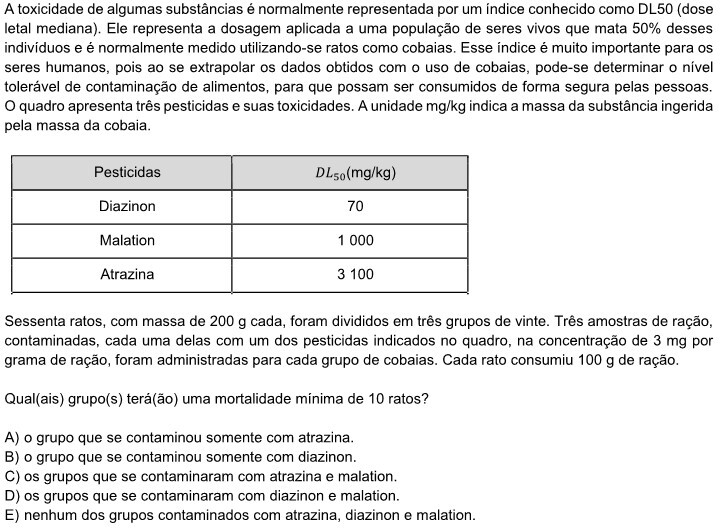 A toxicidade de algumas substâncias é normalmente representada por um índice conhecido como DL50 (dose
letal mediana). Ele representa a dosagem aplicada a uma população de seres vivos que mata 50% desses
indivíduos e é normalmente medido utilizando-se ratos como cobaias. Esse índice é muito importante para os
seres humanos, pois ao se extrapolar os dados obtidos com o uso de cobaias, pode-se determinar o nível
tolerável de contaminação de alimentos, para que possam ser consumidos de forma segura pelas pessoas.
O quadro apresenta três pesticidas e suas toxicidades. A unidade mg/kg indica a massa da substância ingerida
pela massa da cobaia.
Pesticidas DL₅₀(mg/kg)
Diazinon 70
Malation 1 000
Atrazina 3 100
Sessenta ratos, com massa de 200 g cada, foram divididos em três grupos de vinte. Três amostras de ração,
contaminadas, cada uma delas com um dos pesticidas indicados no quadro, na concentração de 3 mg por
grama de ração, foram administradas para cada grupo de cobaias. Cada rato consumiu 100 g de ração.
Qual(ais) grupo(s) terá(ão) uma mortalidade mínima de 10 ratos?
A) o grupo que se contaminou somente com atrazina.
B) o grupo que se contaminou somente com diazinon.
C) os grupos que se contaminaram com atrazina e malation.
D) os grupos que se contaminaram com diazinon e malation.
E) nenhum dos grupos contaminados com atrazina, diazinon e malation.